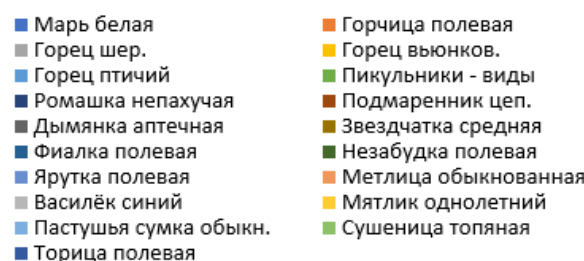 Марь белая
Горчица полевая
Горец шер.
Горец вьюнков.
Горец птичий
Пикульники - виды
Ромашка непахучая
Подмаренник цеп.
Дымянка аптечная
Звездчатка средняя
Фиалка полевая
Незабудка полевая
Ярутка полевая
Метлица обыкнованная
Василёк синий
Мятлик однолетний
Пастушья сумка обыкн.
Сушеница топяная
Торица полевая